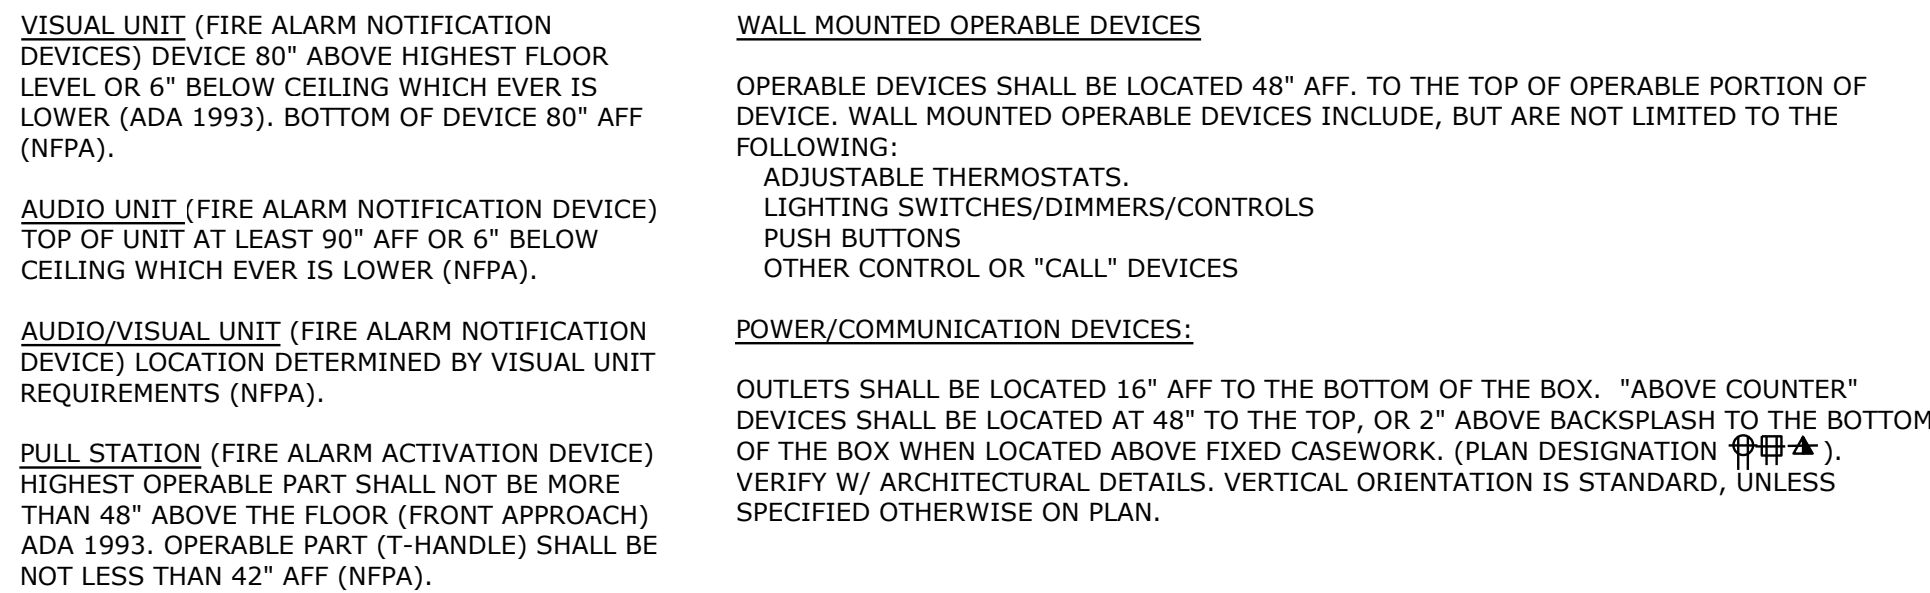 VISUAL UNIT (FIRE ALARM NOTIFICATION
DEVICES) DEVICE 80" ABOVE HIGHEST FLOOR
LEVEL OR 6" BELOW CEILING WHICH EVER IS
LOWER (ADA 1993). BOTTOM OF DEVICE 80" AFF
(NFPA).
AUDIO UNIT (FIRE ALARM NOTIFICATION DEVICE)
TOP OF UNIT AT LEAST 90" AFF OR 6" BELOW
CEILING WHICH EVER IS LOWER (NFPA).
AUDIO/VISUAL UNIT (FIRE ALARM NOTIFICATION
DEVICE) LOCATION DETERMINED BY VISUAL UNIT
REQUIREMENTS (NFPA).
PULL STATION (FIRE ALARM ACTIVATION DEVICE)
HIGHEST OPERABLE PART SHALL NOT BE MORE
THAN 48" ABOVE THE FLOOR (FRONT APPROACH)
ADA 1993. OPERABLE PART (T-HANDLE) SHALL BE
NOT LESS THAN 42" AFF (NFPA).
WALL MOUNTED OPERABLE DEVICES
OPERABLE DEVICES SHALL BE LOCATED 48" AFF. TO THE TOP OF OPERABLE PORTION OF
DEVICE. WALL MOUNTED OPERABLE DEVICES INCLUDE, BUT ARE NOT LIMITED TO THE
FOLLOWING:
ADJUSTABLE THERMOSTATS.
LIGHTING SWITCHES/DIMMERS/CONTROLS
PUSH BUTTONS
OTHER CONTROL OR "CALL" DEVICES
POWER/COMMUNICATION DEVICES:
OUTLETS SHALL BE LOCATED 16" AFF TO THE BOTTOM OF THE BOX. "ABOVE COUNTER"
DEVICES SHALL BE LOCATED AT 48" TO THE TOP, OR 2" ABOVE BACKSPLASH TO THE BOTTOM
OF THE BOX WHEN LOCATED ABOVE FIXED CASEWORK. (PLAN DESIGNATION ).
VERIFY W/ ARCHITECTURAL DETAILS. VERTICAL ORIENTATION IS STANDARD, UNLESS
SPECIFIED OTHERWISE ON PLAN.